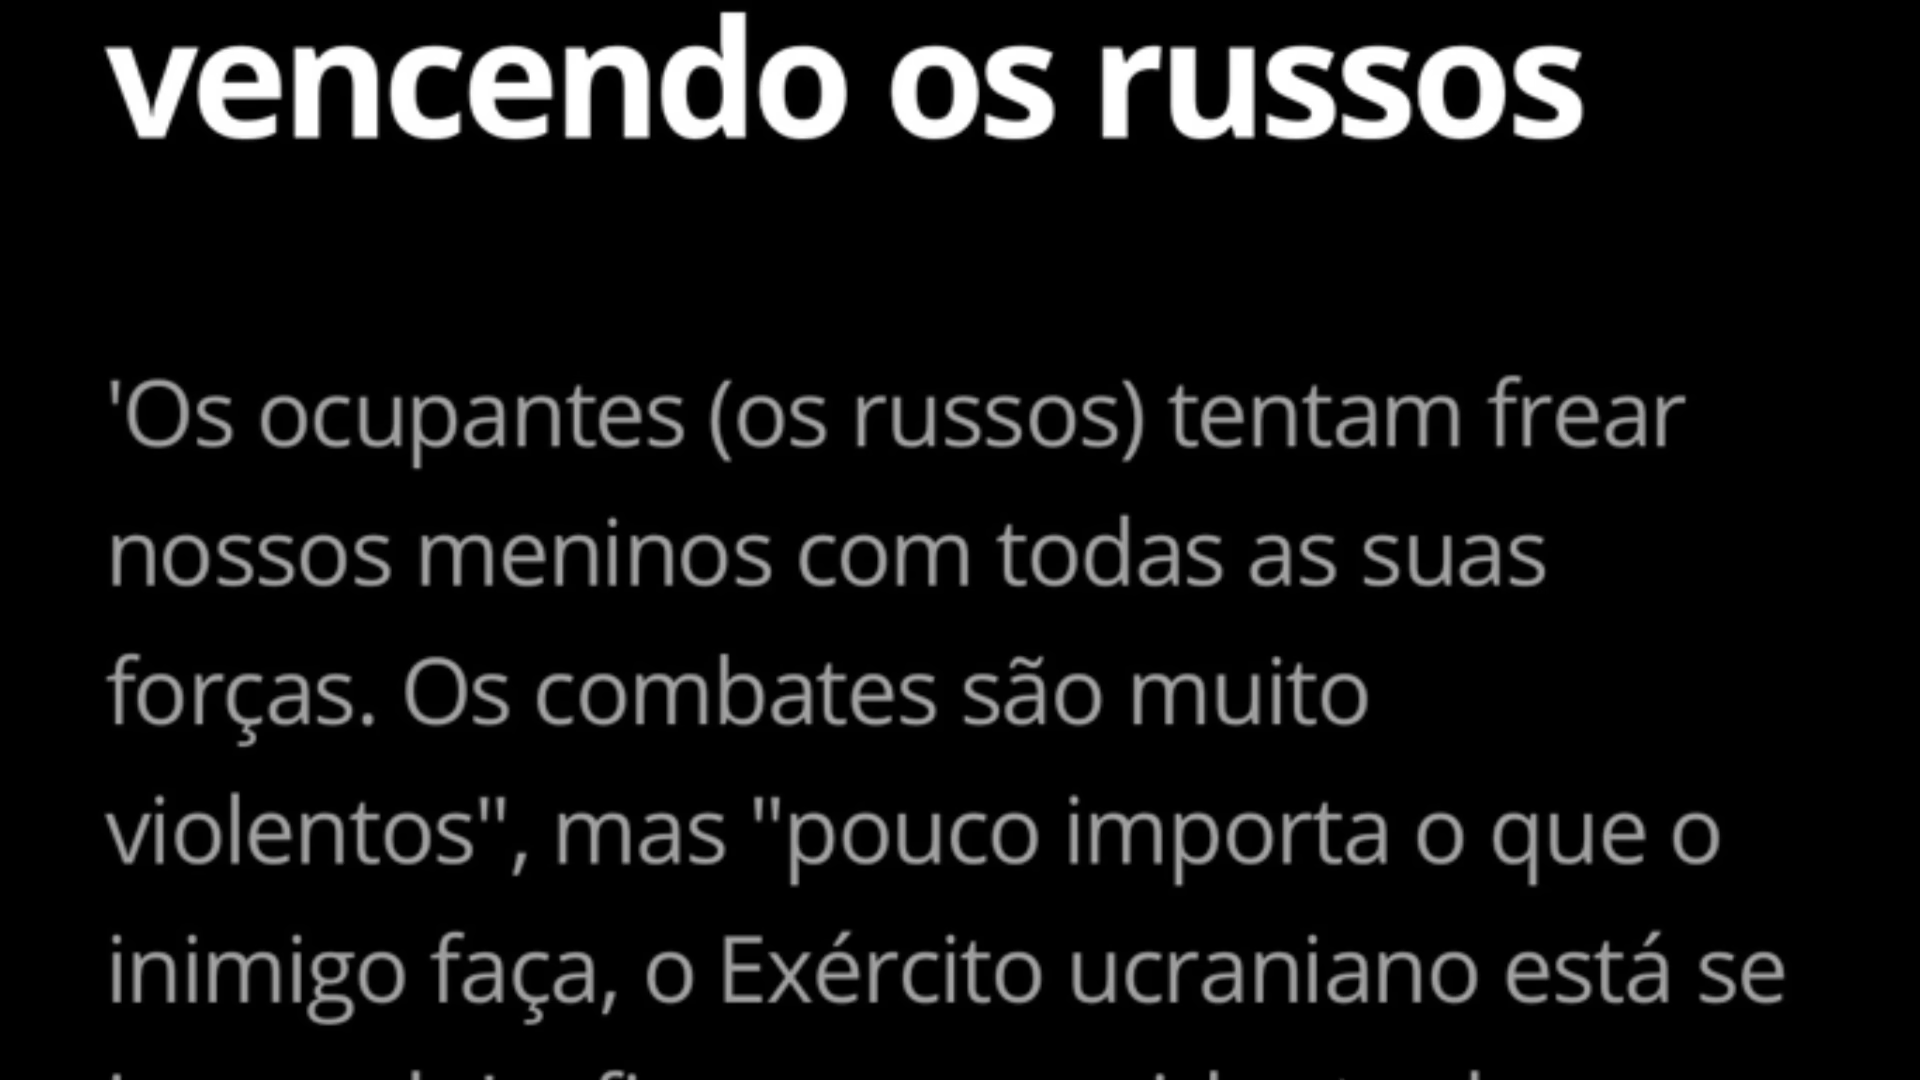 vencendo os russos
'Os ocupantes (os russos) tentam frear
nossos meninos com todas as suas
forças. Os combates são muito
violentos", mas "pouco importa o que o
inimigo faça, o Exército ucraniano está se